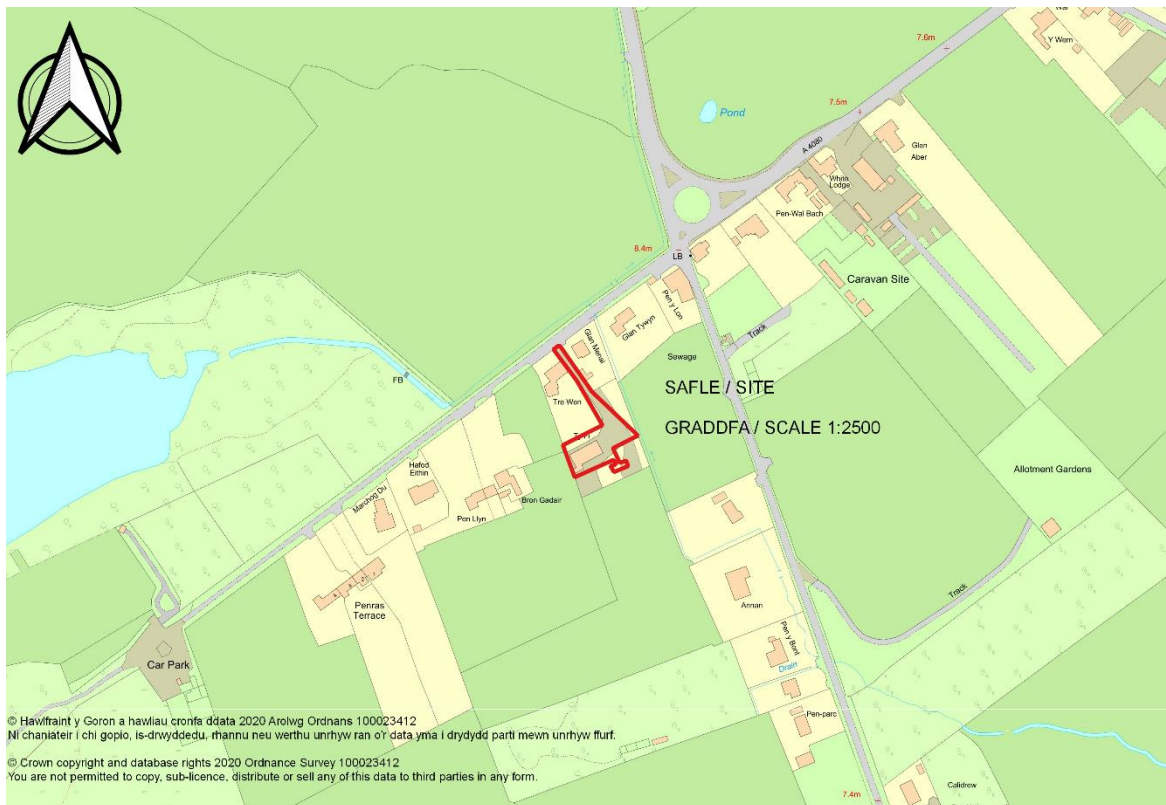 Y Wern
7.6m
7.5m
Pond
A 4080
Glan
Aber
White
Lodge
Pen-Wal Bach
8.4m
LB
Caravan Site
Pen y Lon
Glan Tywyn
Glan Menai
Track
Sewage
FB
Tre Wen
SAFLE / SITE
GRADDFA / SCALE 1:2500
Hafod
Eithin
Allotment Gardens
Marchog Du
Bron Gadair
Pen Llyn
Track
Annan
Penras
Terrace
Pen y Bont
Car Park
Drain
Pen-parc
© Hawlfraint y Goron a hawliau cronfa ddata 2020 Arolwg Ordnans 100023412
Ni chaniateir i chi gopio, is-drwyddedu, rhannu neu werthu unrhyw ran o'r data yma i drydydd parti mewn unrhyw ffurf.
© Crown copyright and database rights 2020 Ordnance Survey 100023412
You are not permitted to copy, sub-licence, distribute or sell any of this data to third parties in any form.
Calidrew
7.4m